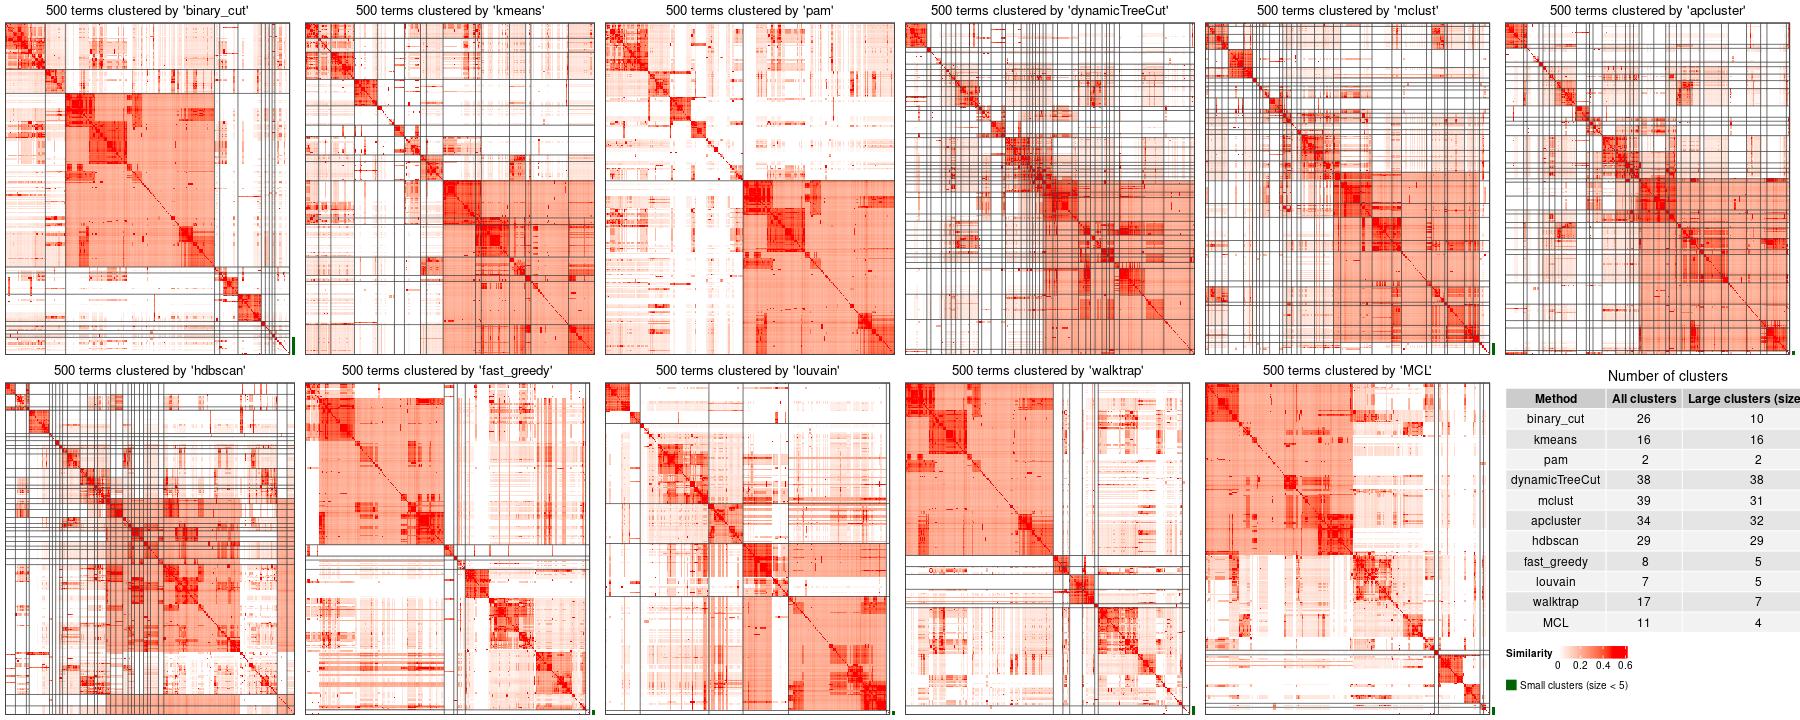 500 terms clustered by 'binary_cut'
500 terms clustered by 'kmeans'
500 terms clustered by 'pam'
500 terms clustered by 'dynamicTreeCut'
500 terms clustered by 'mclust'
500 terms clustered by 'apcluster'
500 terms clustered by 'hdbscan'
500 terms clustered by 'fast_greedy'
500 terms clustered by 'louvain'
500 terms clustered by 'walktrap'
500 terms clustered by 'MCL'
Number of clusters
Method All clusters Large clusters (size
binary_cut 26 10
kmeans 16 16
pam 2 2
dynamicTreeCut 38 38
mclust 39 31
apcluster 34 32
hdbscan 29 29
fast_greedy 8 5
louvain 7 5
walktrap 17 7
MCL 11 4
Similarity
0 0.2 0.4 0.6
Small clusters (size < 5)